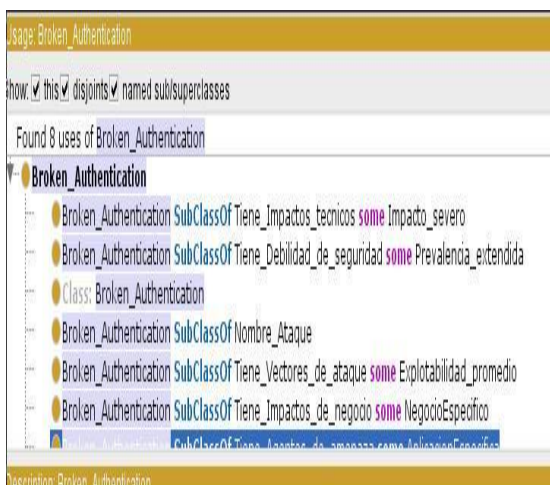 Usage: Broken_Authentication
Show: this disjoints named sub/superclasses
Found 8 uses of Broken_Authentication
Broken_Authentication
Broken_Authentication SubClassOf Tiene_Impactos_tecnicos some Impacto_severo
Broken_Authentication SubClassOf Tiene_Debilidad_de_seguridad some Prevalencia_extendida
Class: Broken_Authentication
Broken_Authentication SubClassOf Nombre_Ataque
Broken_Authentication SubClassOf Tiene_Vectores_de_ataque some Explotabilidad_promedio
Broken_Authentication SubClassOf Tiene_Impactos_de_negocio some NegocioEspecifico
Broken_Authentication SubClassOf Tiene_Agentes_de_amenaza some AplicacionEspecifica
Description: Broken_Authentication